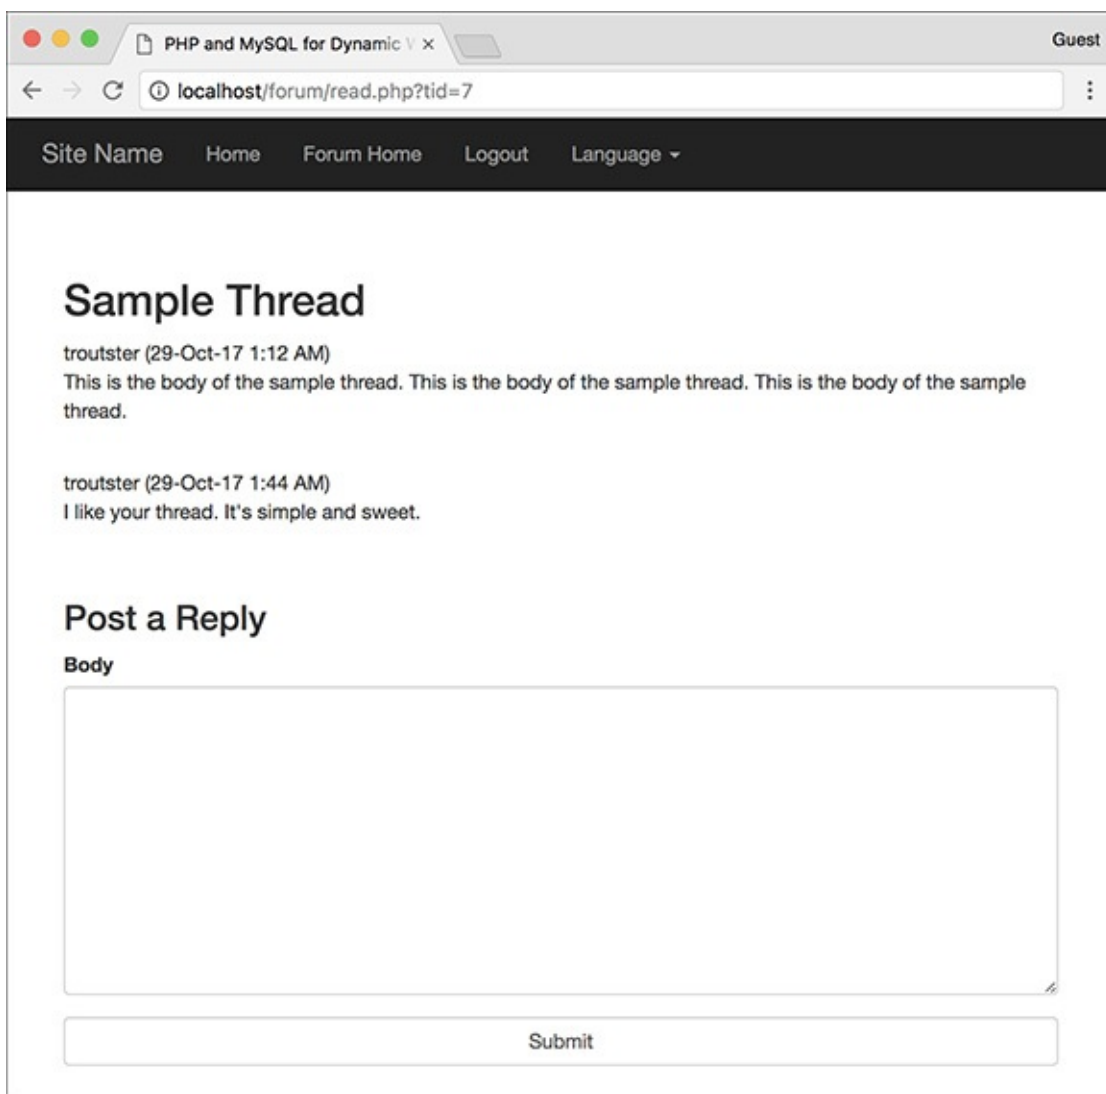 PHP and MySQL for Dynamic
Guest
localhost/forum/read.php?tid=7
Site Name Home Forum Home Logout Language
Sample Thread
troutster (29-Oct-17 1:12 AM)
This is the body of the sample thread. This is the body of the sample thread. This is the body of the sample
thread.
troutster (29-Oct-17 1:44 AM)
I like your thread. It's simple and sweet.
Post a Reply
Body
Submit